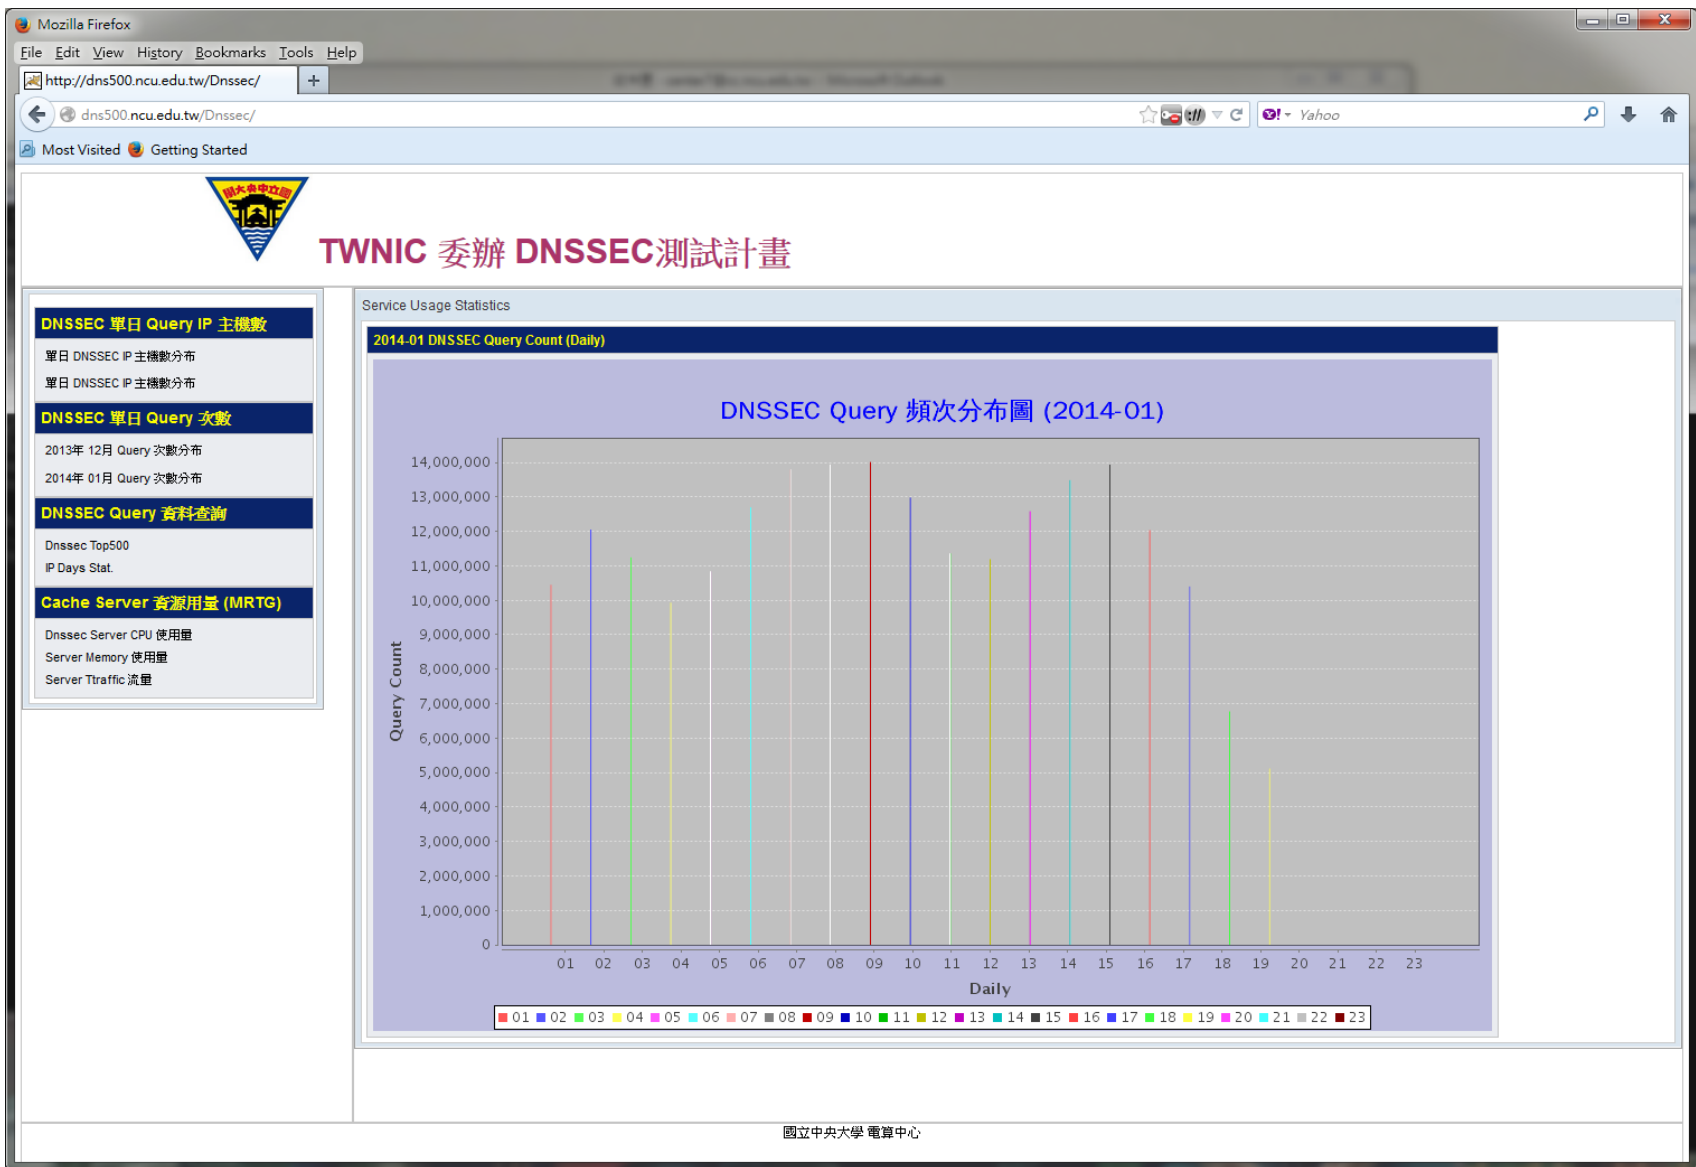 Mozilla Firefox
File Edit View History Bookmarks Tools Help
http://dns500.ncu.edu.tw/Dnssec/ +
dns500.ncu.edu.tw/Dnssec/
Yahoo
Most Visited Getting Started
TWNIC 委辦 DNSSEC測試計畫
DNSSEC 單日 Query IP 主機數
單日 DNSSEC IP 主機數分布
單日 DNSSEC IP 主機數分布
DNSSEC 單日 Query 次數
2013年 12月 Query 次數分布
2014年 01月 Query 次數分布
DNSSEC Query 資料查詢
Dnssec Top500
IP Days Stat.
Cache Server 資源用量 (MRTG)
Dnssec Server CPU 使用量
Server Memory 使用量
Server Ttraffic 流量
Service Usage Statistics
2014-01 DNSSEC Query Count (Daily)
DNSSEC Query 頻次分布圖 (2014-01)
14,000,000
13,000,000
12,000,000
11,000,000
10,000,000
9,000,000
8,000,000
7,000,000
6,000,000
5,000,000
4,000,000
3,000,000
2,000,000
1,000,000
0
Query Count
01 02 03 04 05 06 07 08 09 10 11 12 13 14 15 16 17 18 19 20 21 22 23
Daily
01 02 03 04 05 06 07 08 09 10 11 12 13 14 15 16 17 18 19 20 21 22 23
國立中央大學 電算中心